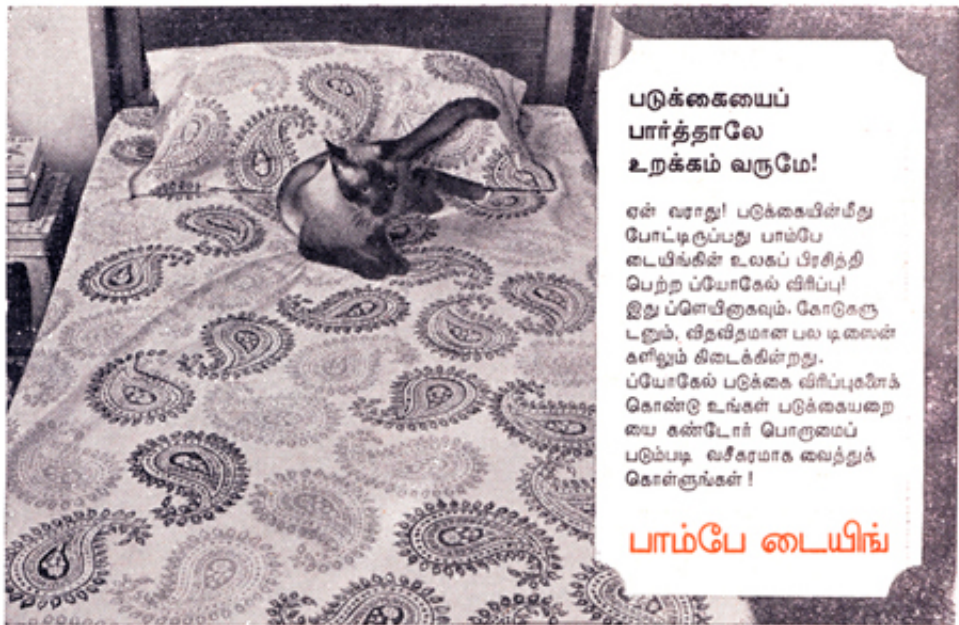 படுக்கையைப்
பார்த்தாலே
உறக்கம் வருமே!
ஏன் வராது! படுக்கையின்மீது
போட்டிருப்பது பாம்பே
டையிங்கின் உலகப் பிரசித்தி
பெற்ற ப்யோகேல் விரிப்பு!
இது ப்ளெயினாகவும், கோடுகளு
டனும், விதவிதமான பல டிஸைன்
களிலும் கிடைக்கின்றது.
ப்யோகேல் படுக்கை விரிப்புகளைக்
கொண்டு உங்கள் படுக்கையறை
யை கண்டோர் பொறாமைப்
படும்படி வசீகரமாக வைத்துக்
கொள்ளுங்கள் !
பாம்பே டையிங்